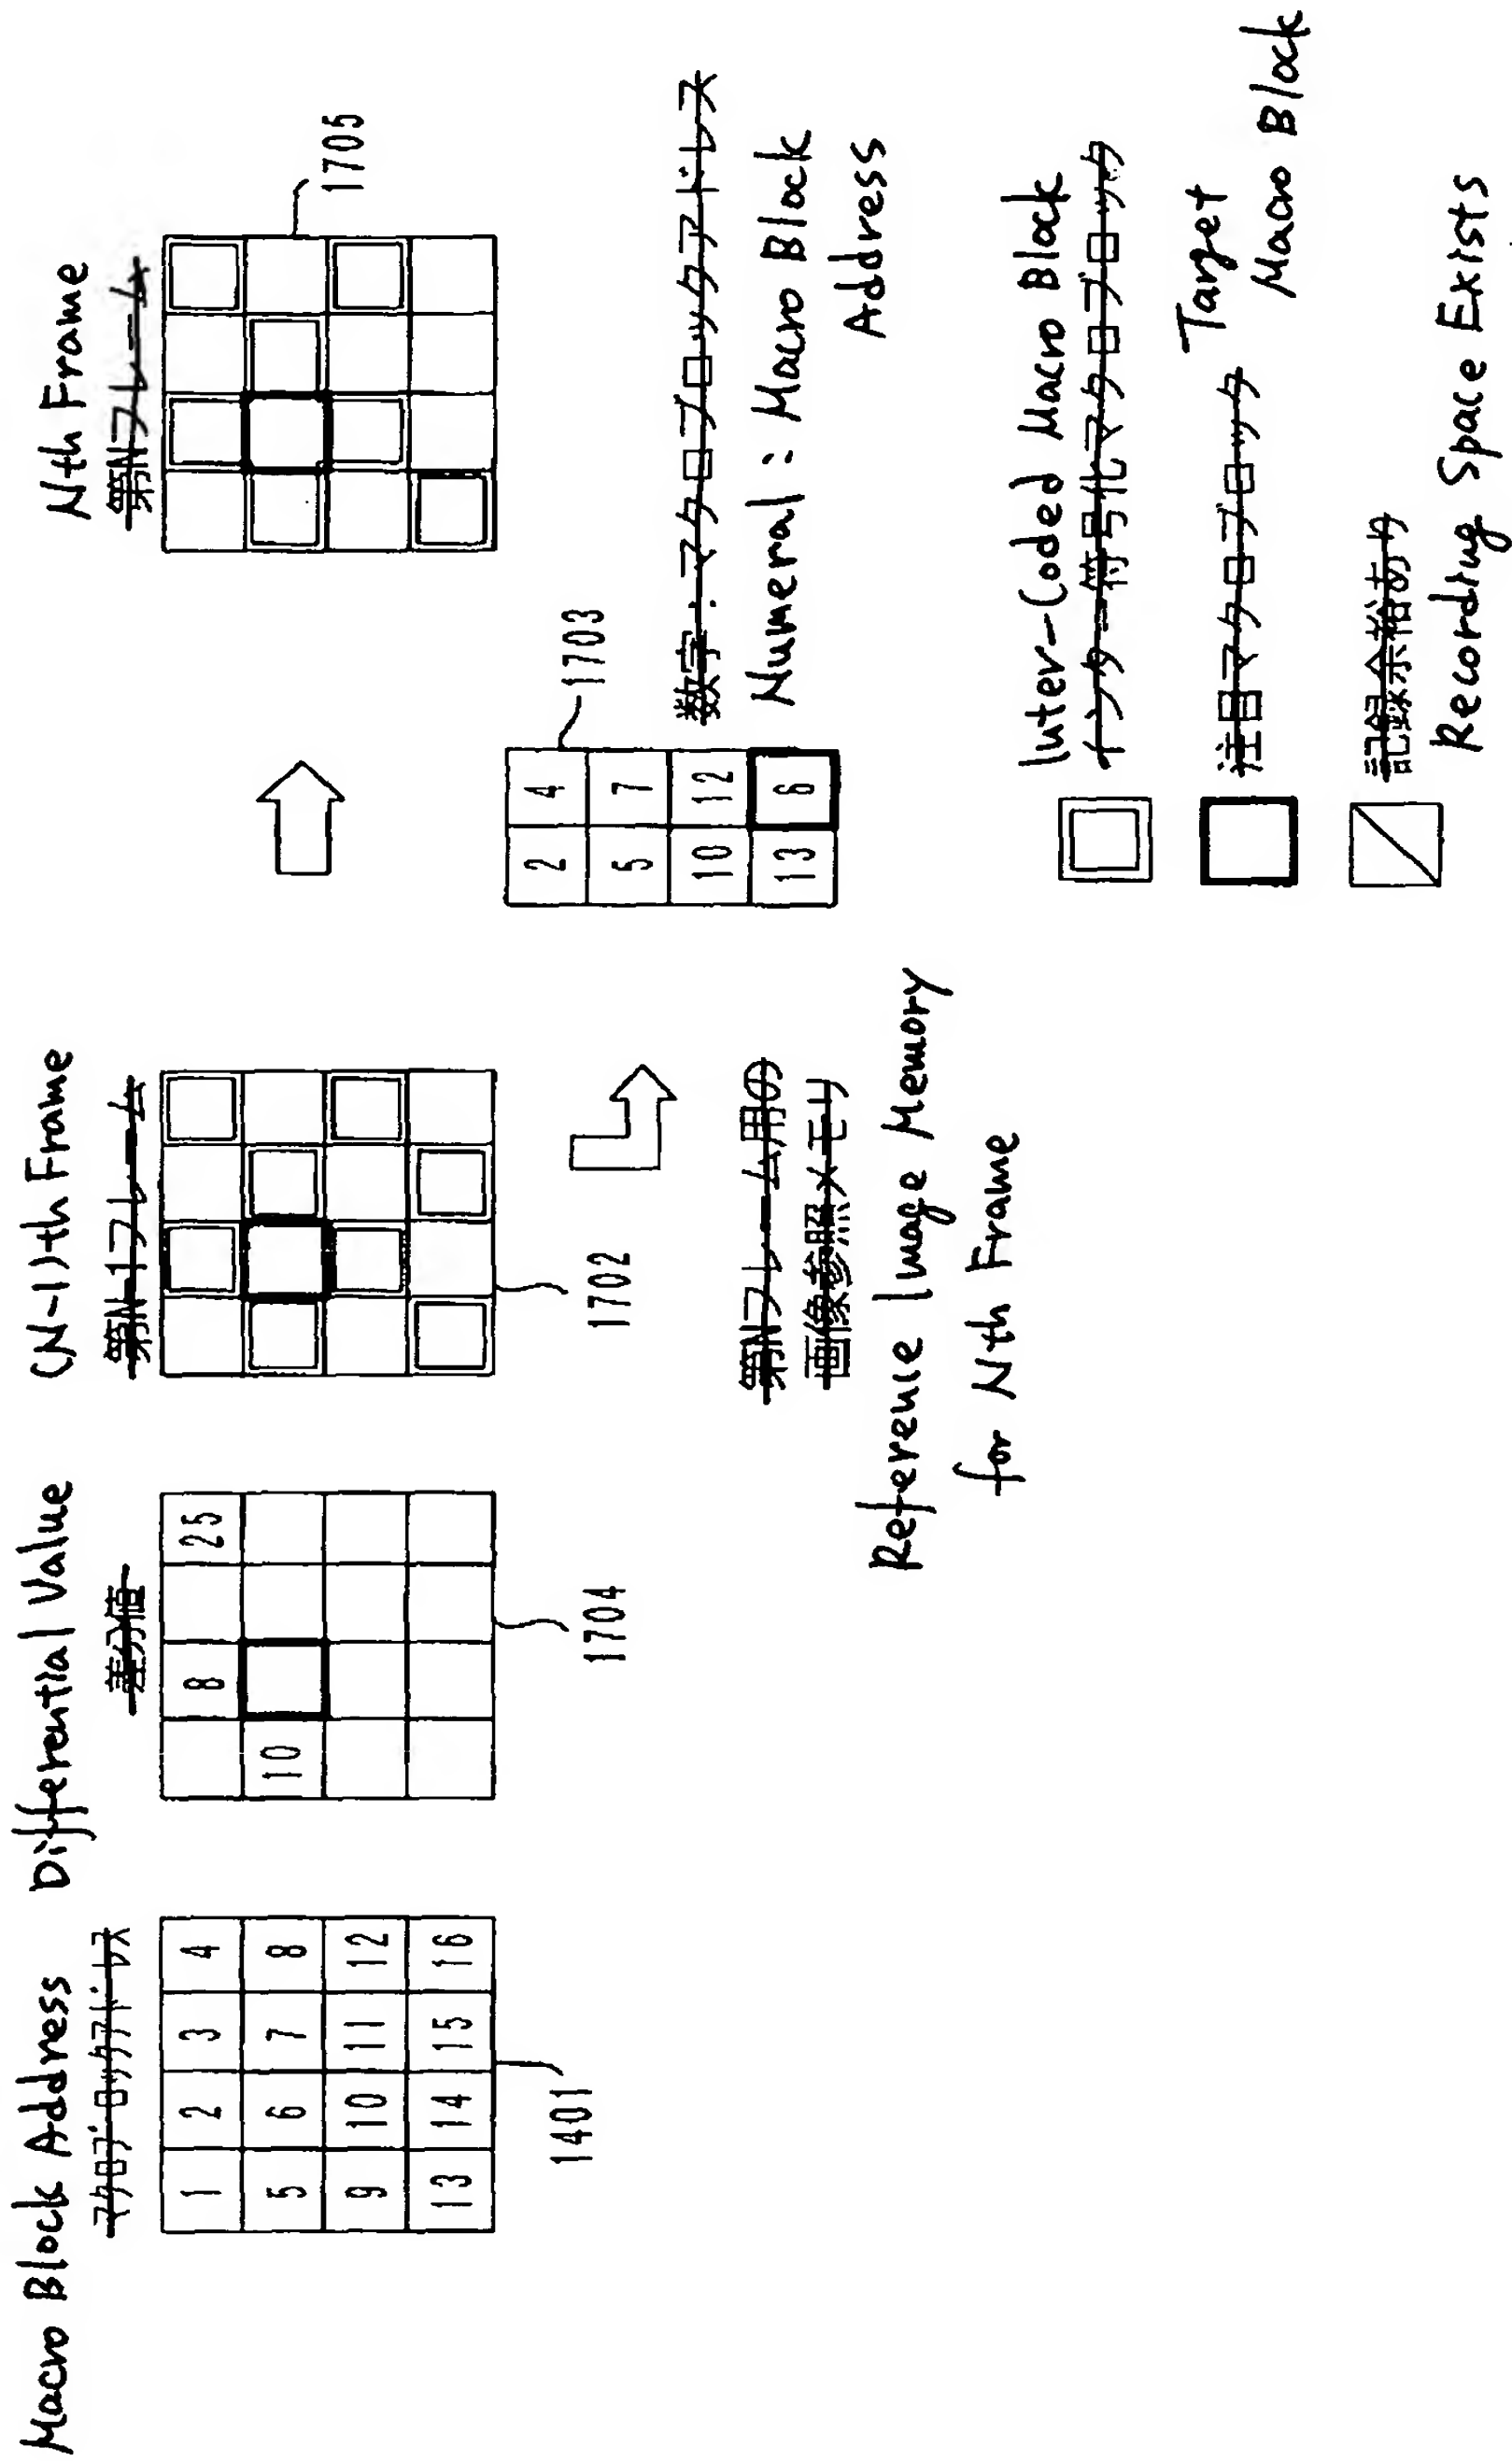 Macro Block Address
マクロブロックアドレス
1 2 3 4
5 6 7 8
9 10 11 12
13 14 15 16
1401
Differential Value
差分値
8 25
10
1704
(N-1)th Frame
第N-1フレーム
1702
第Nフレーム用の
画像参照メモリ
Reference Image Memory
for Nth Frame
Nth Frame
第Nフレーム
1705
2 4
5 7
10 12
13 6
1703
数字:マクロブロックアドレス
Numeral : Macro Block
Address
Inter-Coded Macro Block
インター符号化マクロブロック
Target
Macro Block
注目マクロブロック
記録余裕あり
Recording Space Exists